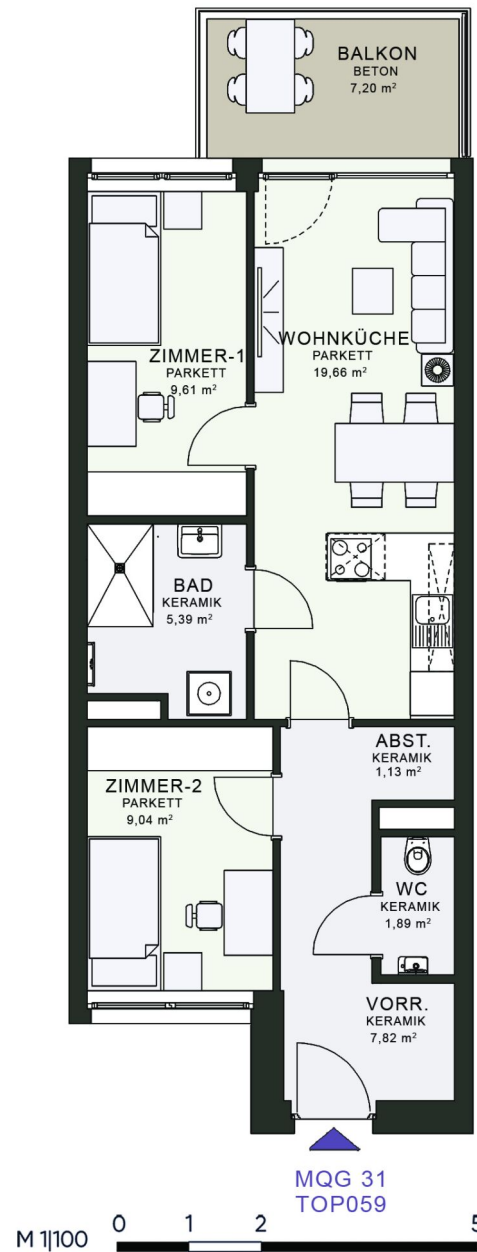 BALKON
BETON
7,20 m²
ZIMMER-1
PARKETT
9,61 m²
WOHNKÜCHE
PARKETT
19,66 m²
BAD
KERAMIK
5,39 m²
ABST.
KERAMIK
1,13 m²
ZIMMER-2
PARKETT
9,04 m²
WC
KERAMIK
1,89 m²
VORR.
KERAMIK
7,82 m²
MQG 31
TOP059
M 1|100 0 1 2 5